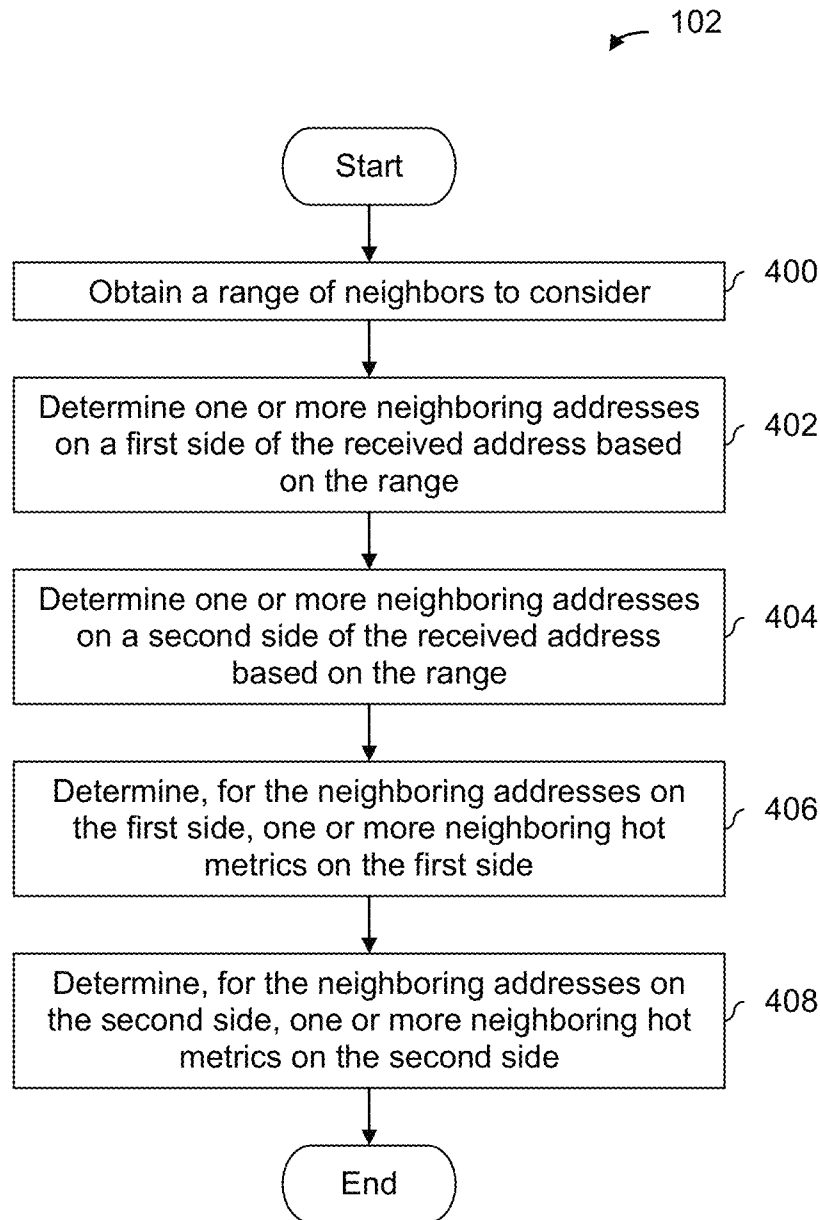 102
Start
Obtain a range of neighbors to consider
400
Determine one or more neighboring addresses
on a first side of the received address based
on the range
402
Determine one or more neighboring addresses
on a second side of the received address
based on the range
404
Determine, for the neighboring addresses on
the first side, one or more neighboring hot
metrics on the first side
406
Determine, for the neighboring addresses on
the second side, one or more neighboring hot
metrics on the second side
408
End